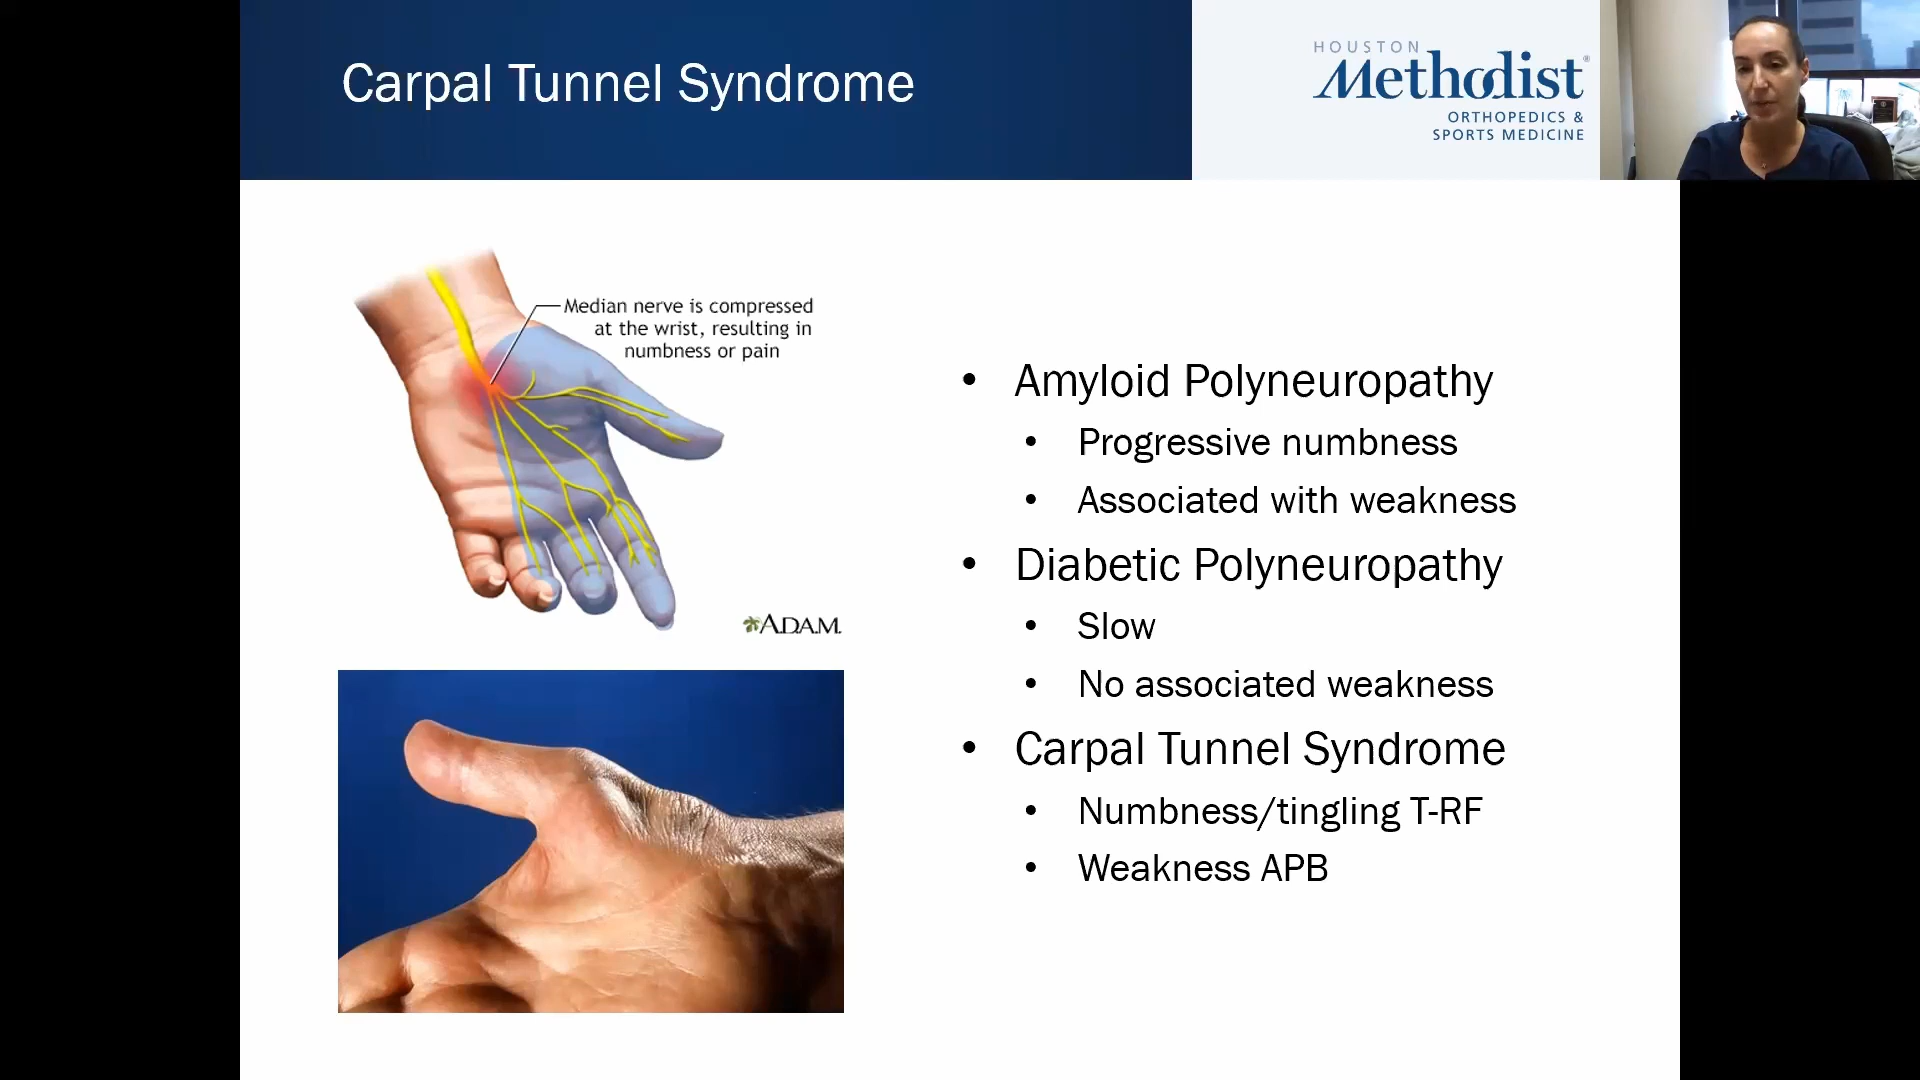 Carpal Tunnel Syndrome
HOUSTON
Methodist®
ORTHOPEDICS &
SPORTS MEDICINE
Median nerve is compressed
at the wrist, resulting in
numbness or pain
A.D.A.M.
• Amyloid Polyneuropathy
• Progressive numbness
• Associated with weakness
• Diabetic Polyneuropathy
• Slow
• No associated weakness
• Carpal Tunnel Syndrome
• Numbness/tingling T-RF
• Weakness APB